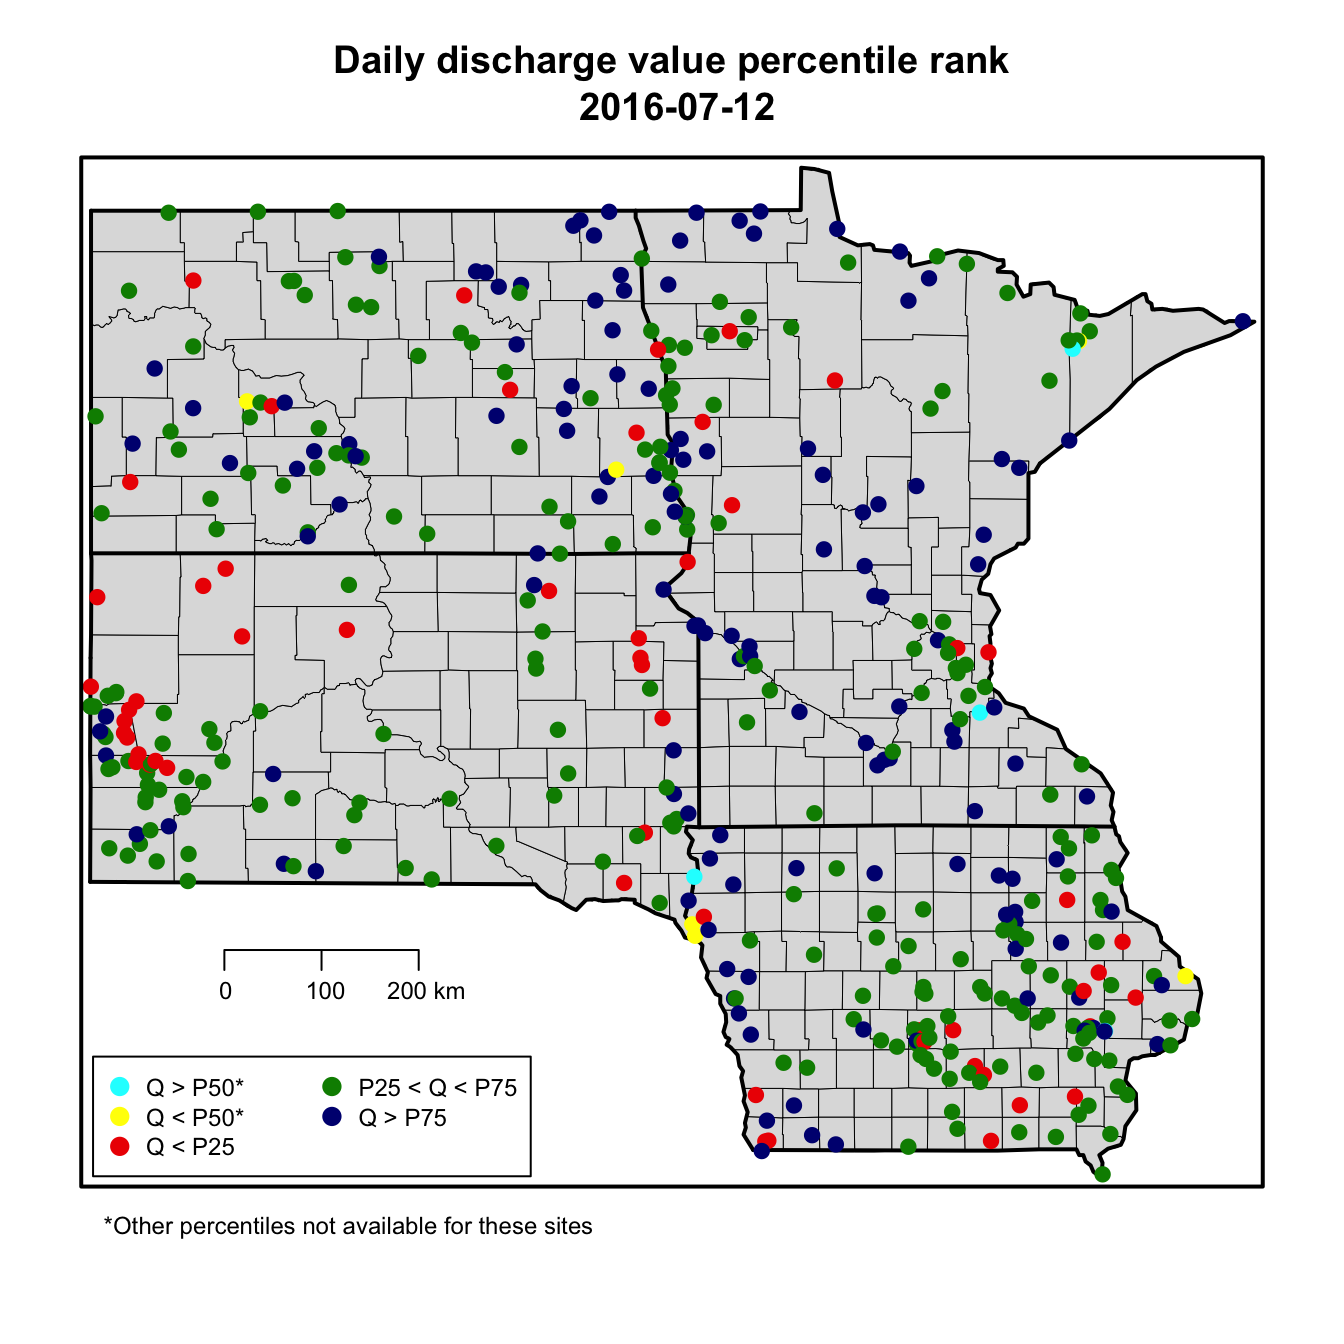 Daily discharge value percentile rank
2016-07-12
0 100 200 km
Q > P50* P25 < Q < P75
Q < P50* Q > P75
Q < P25
*Other percentiles not available for these sites